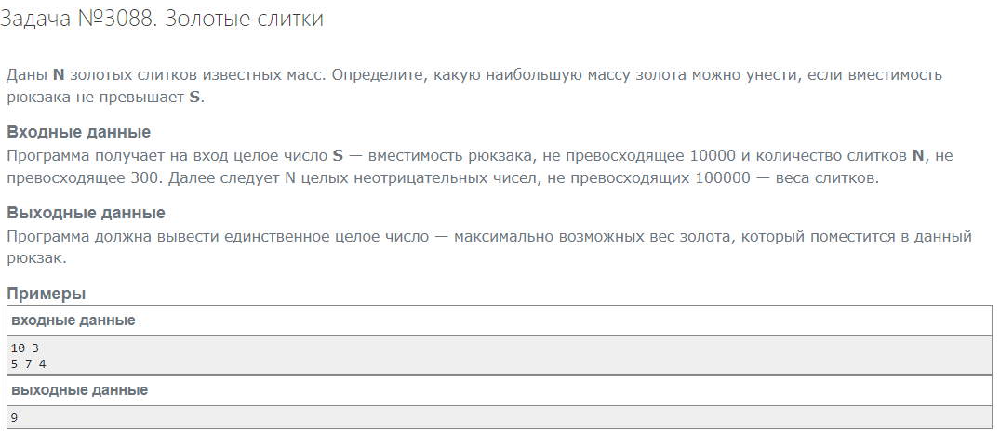 Задача №3088. Золотые слитки
Даны N золотых слитков известных масс. Определите, какую наибольшую массу золота можно унести, если вместимость
рюкзака не превышает S.
Входные данные
Программа получает на вход целое число S — вместимость рюкзака, не превосходящее 10000 и количество слитков N, не
превосходящее 300. Далее следует N целых неотрицательных чисел, не превосходящих 100000 — веса слитков.
Выходные данные
Программа должна вывести единственное целое число — максимально возможных вес золота, который поместится в данный
рюкзак.
Примеры
входные данные
10 3
5 7 4
выходные данные
9